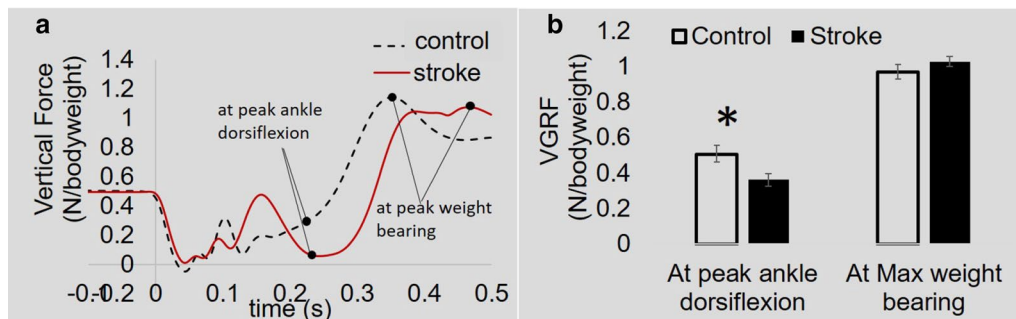 a
control
stroke
Vertical Force
(N/bodyweight)
1.4
1.2
1
0.8
0.6
0.4
0.2
0
-0.2
-0.1
0
0.1
0.2
0.3
0.4
0.5
time (s)
at peak ankle
dorsiflexion
at peak weight
bearing
b
Control
Stroke
VGRF
(N/bodyweight)
1.2
1
0.8
0.6
0.4
0.2
0
*
At peak ankle
dorsiflexion
At Max weight
bearing